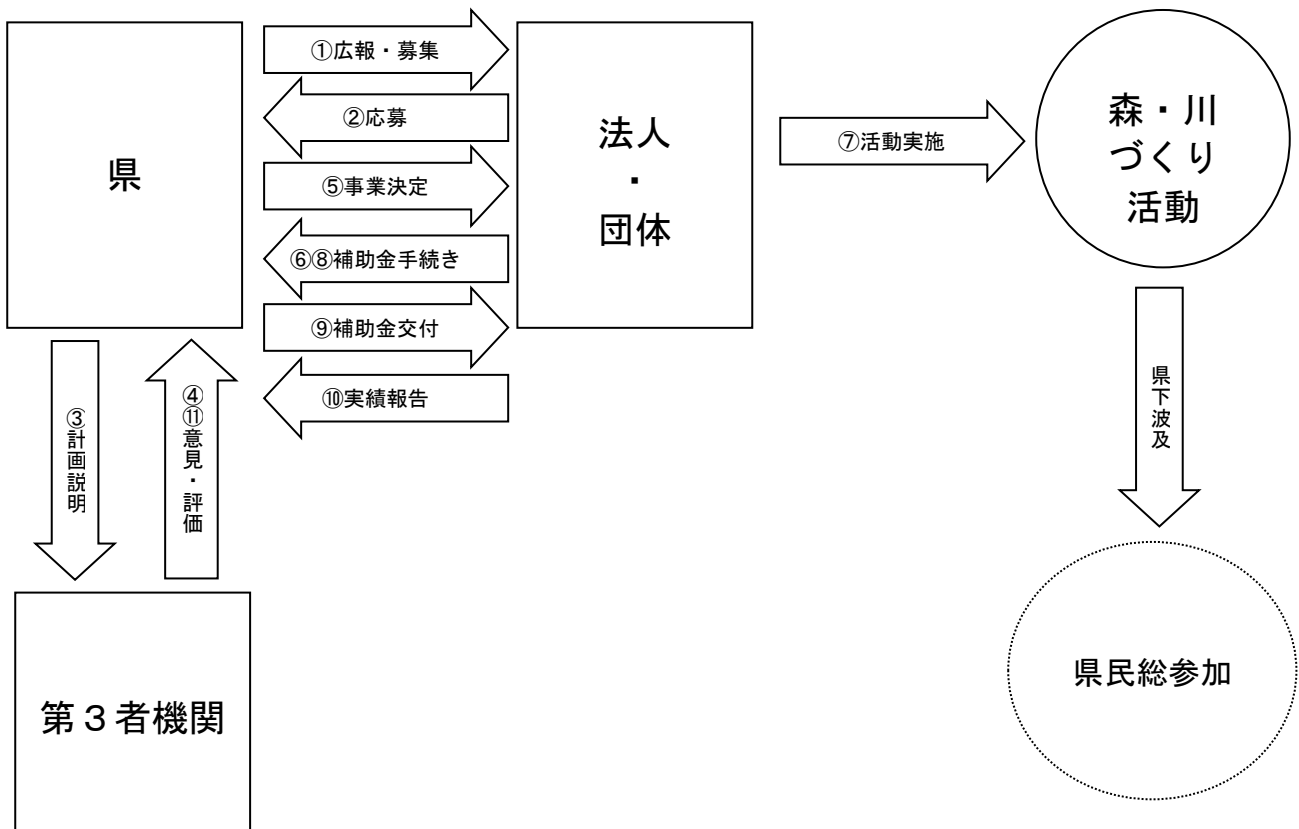 県
①広報・募集
②応募
⑤事業決定
⑥⑧補助金手続き
⑨補助金交付
⑩実績報告
法人
・
団体
⑦活動実施
森・川
づくり
活動
③計画説明
④⑪意見・評価
県下波及
第３者機関
県民総参加